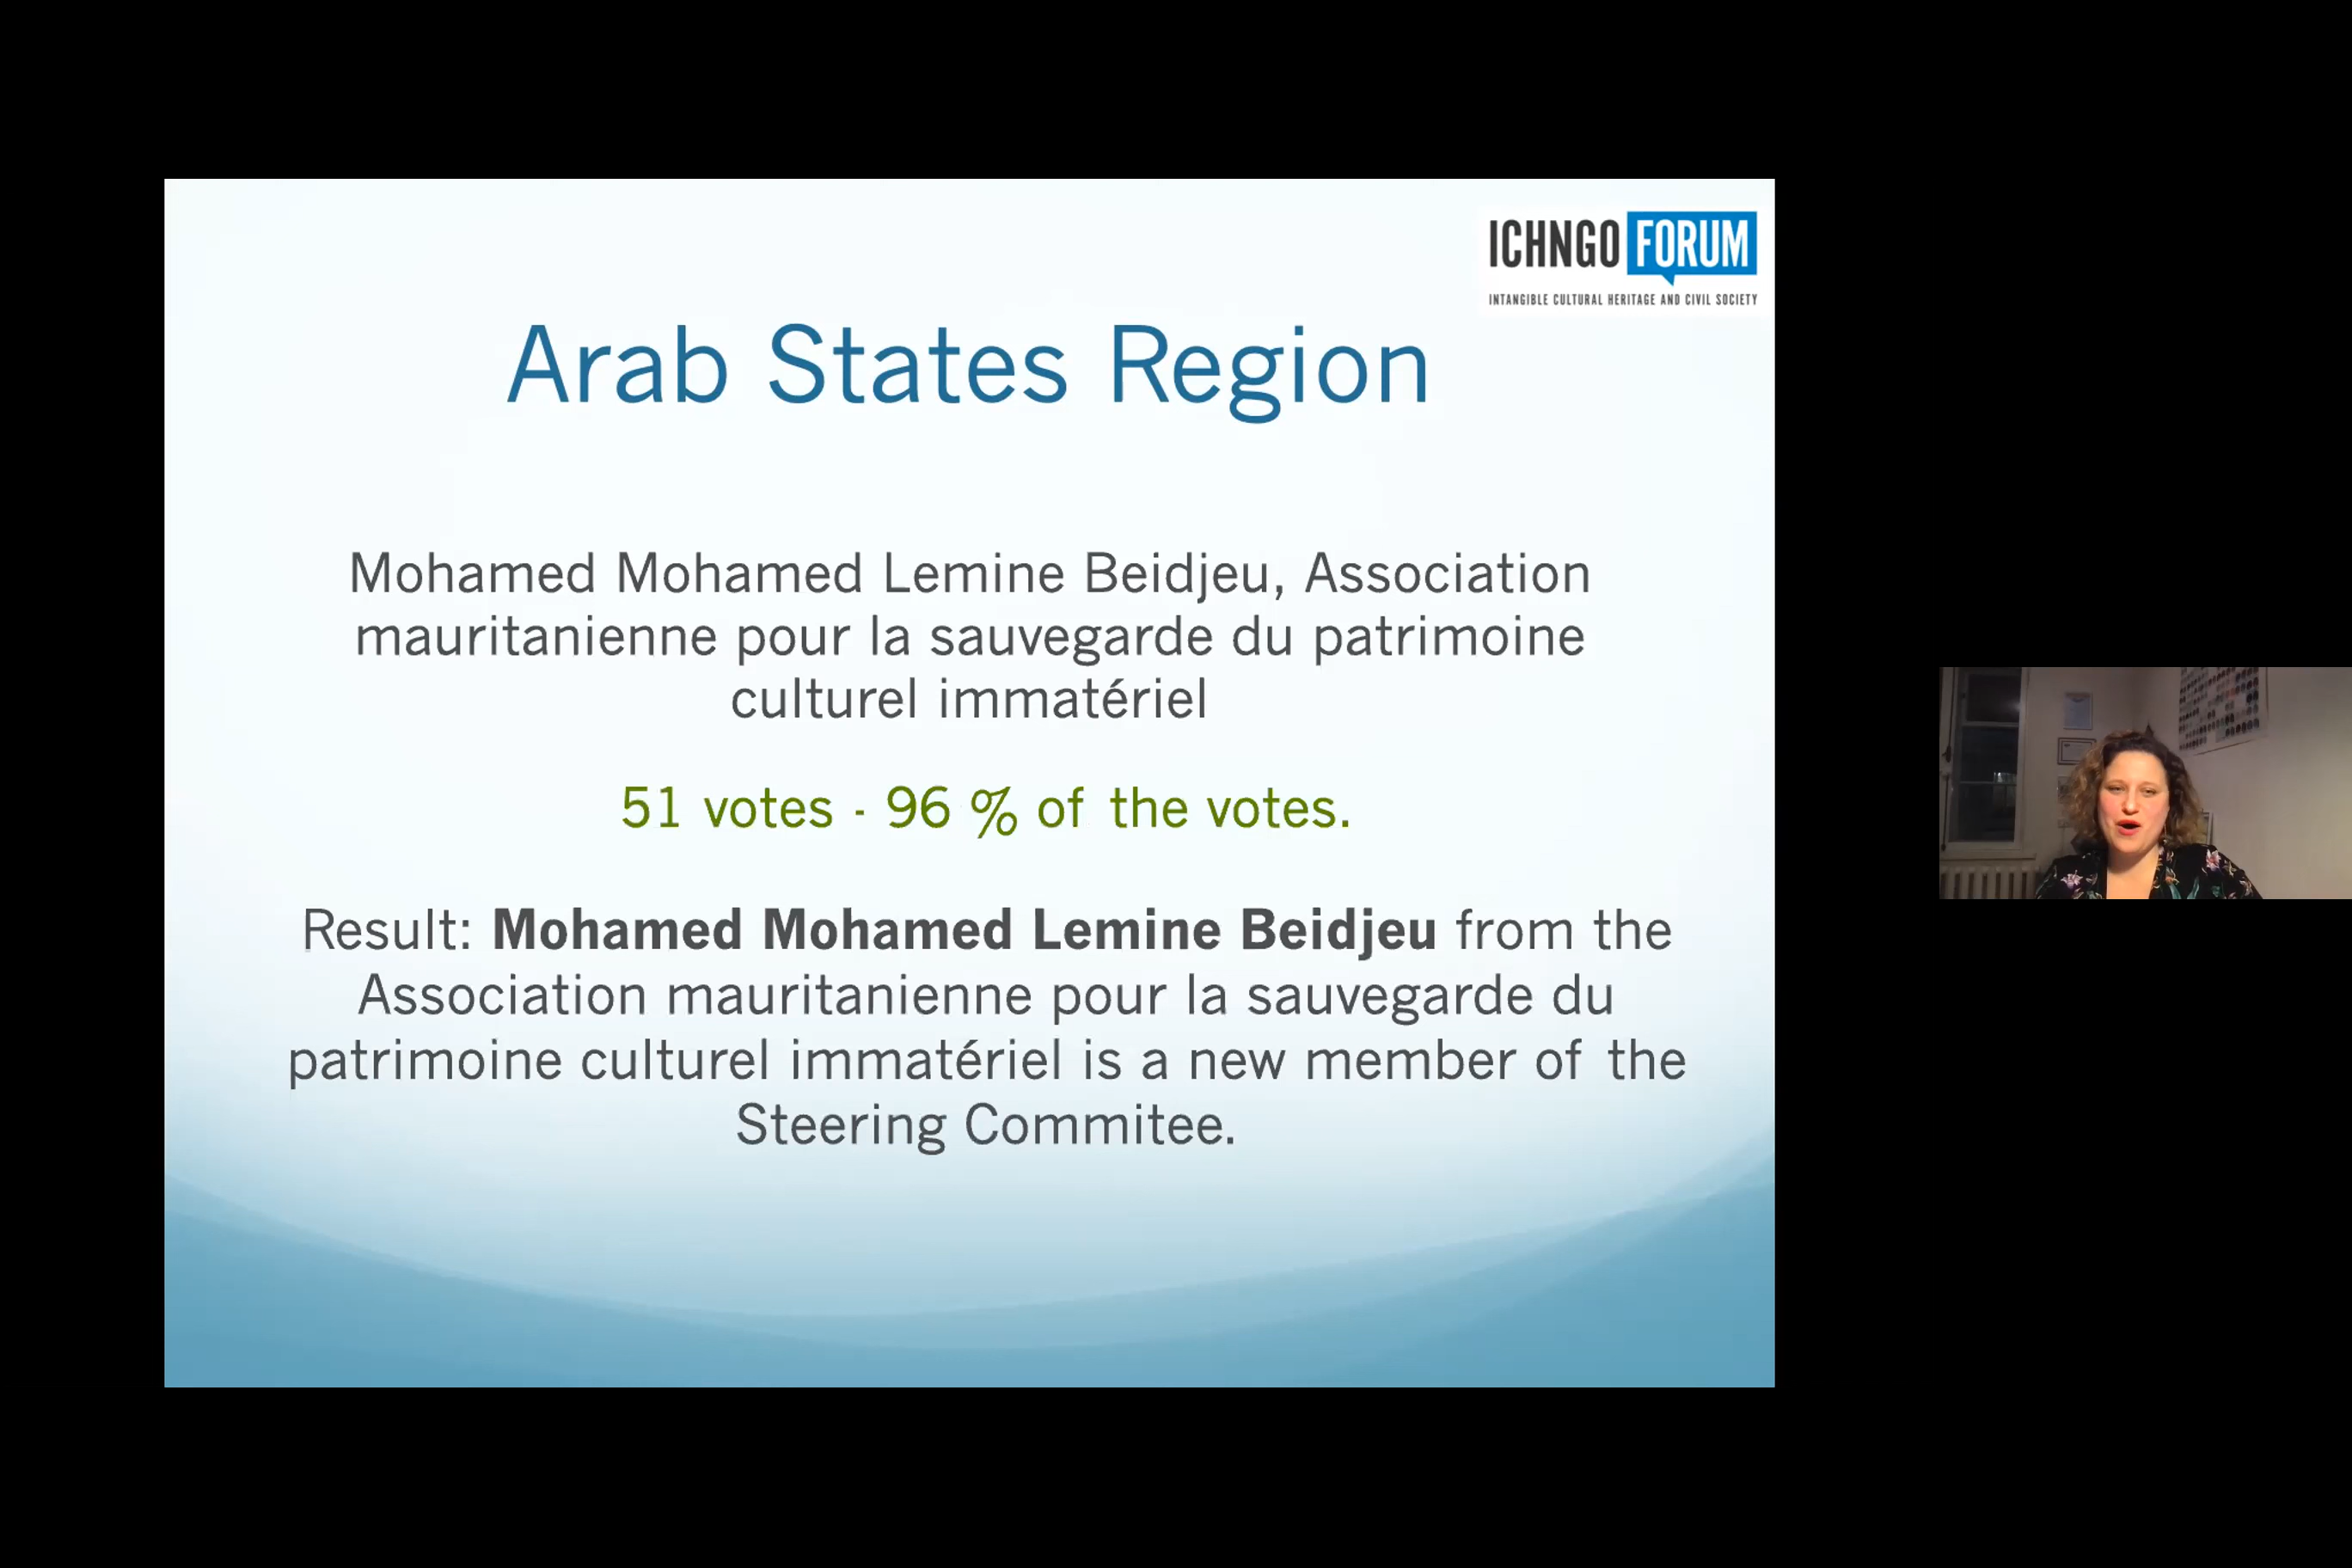 ICHNGO FORUM
INTANGIBLE CULTURAL HERITAGE AND CIVIL SOCIETY
Arab States Region
Mohamed Mohamed Lemine Beidjeu, Association
mauritanienne pour la sauvegarde du patrimoine
culturel immatériel
51 votes - 96 % of the votes.
Result: Mohamed Mohamed Lemine Beidjeu from the
Association mauritanienne pour la sauvegarde du
patrimoine culturel immatériel is a new member of the
Steering Commitee.